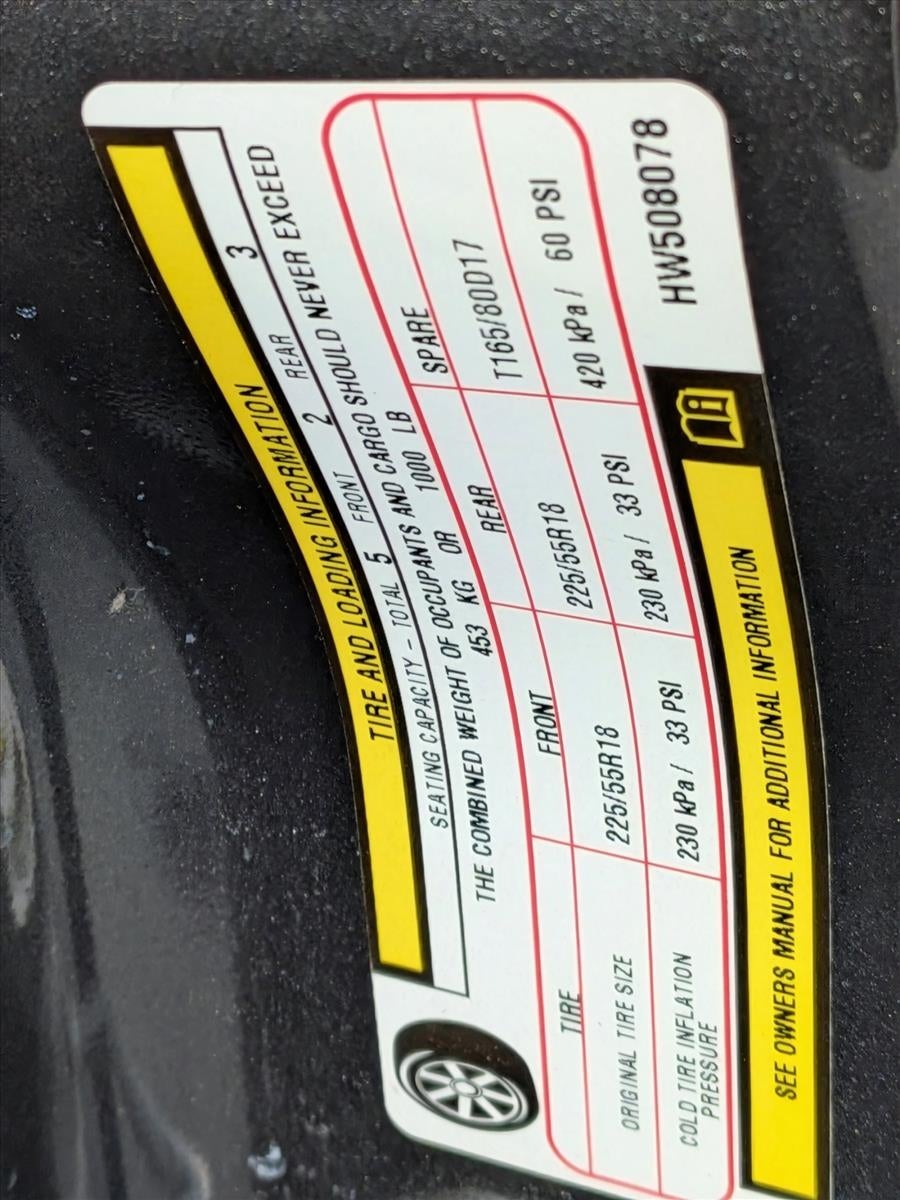 TIRE AND LOADING INFORMATION
SEATING CAPACITY - TOTAL 5 FRONT 2 REAR 3
THE COMBINED WEIGHT OF OCCUPANTS AND CARGO SHOULD NEVER EXCEED
453 KG OR 1000 LB
TIRE FRONT REAR SPARE
ORIGINAL TIRE SIZE 225/55R18 225/55R18 T165/80D17
COLD TIRE INFLATION
PRESSURE 230 kPa / 33 PSI 230 kPa / 33 PSI 420 kPa / 60 PSI
SEE OWNERS MANUAL FOR ADDITIONAL INFORMATION
HW508078